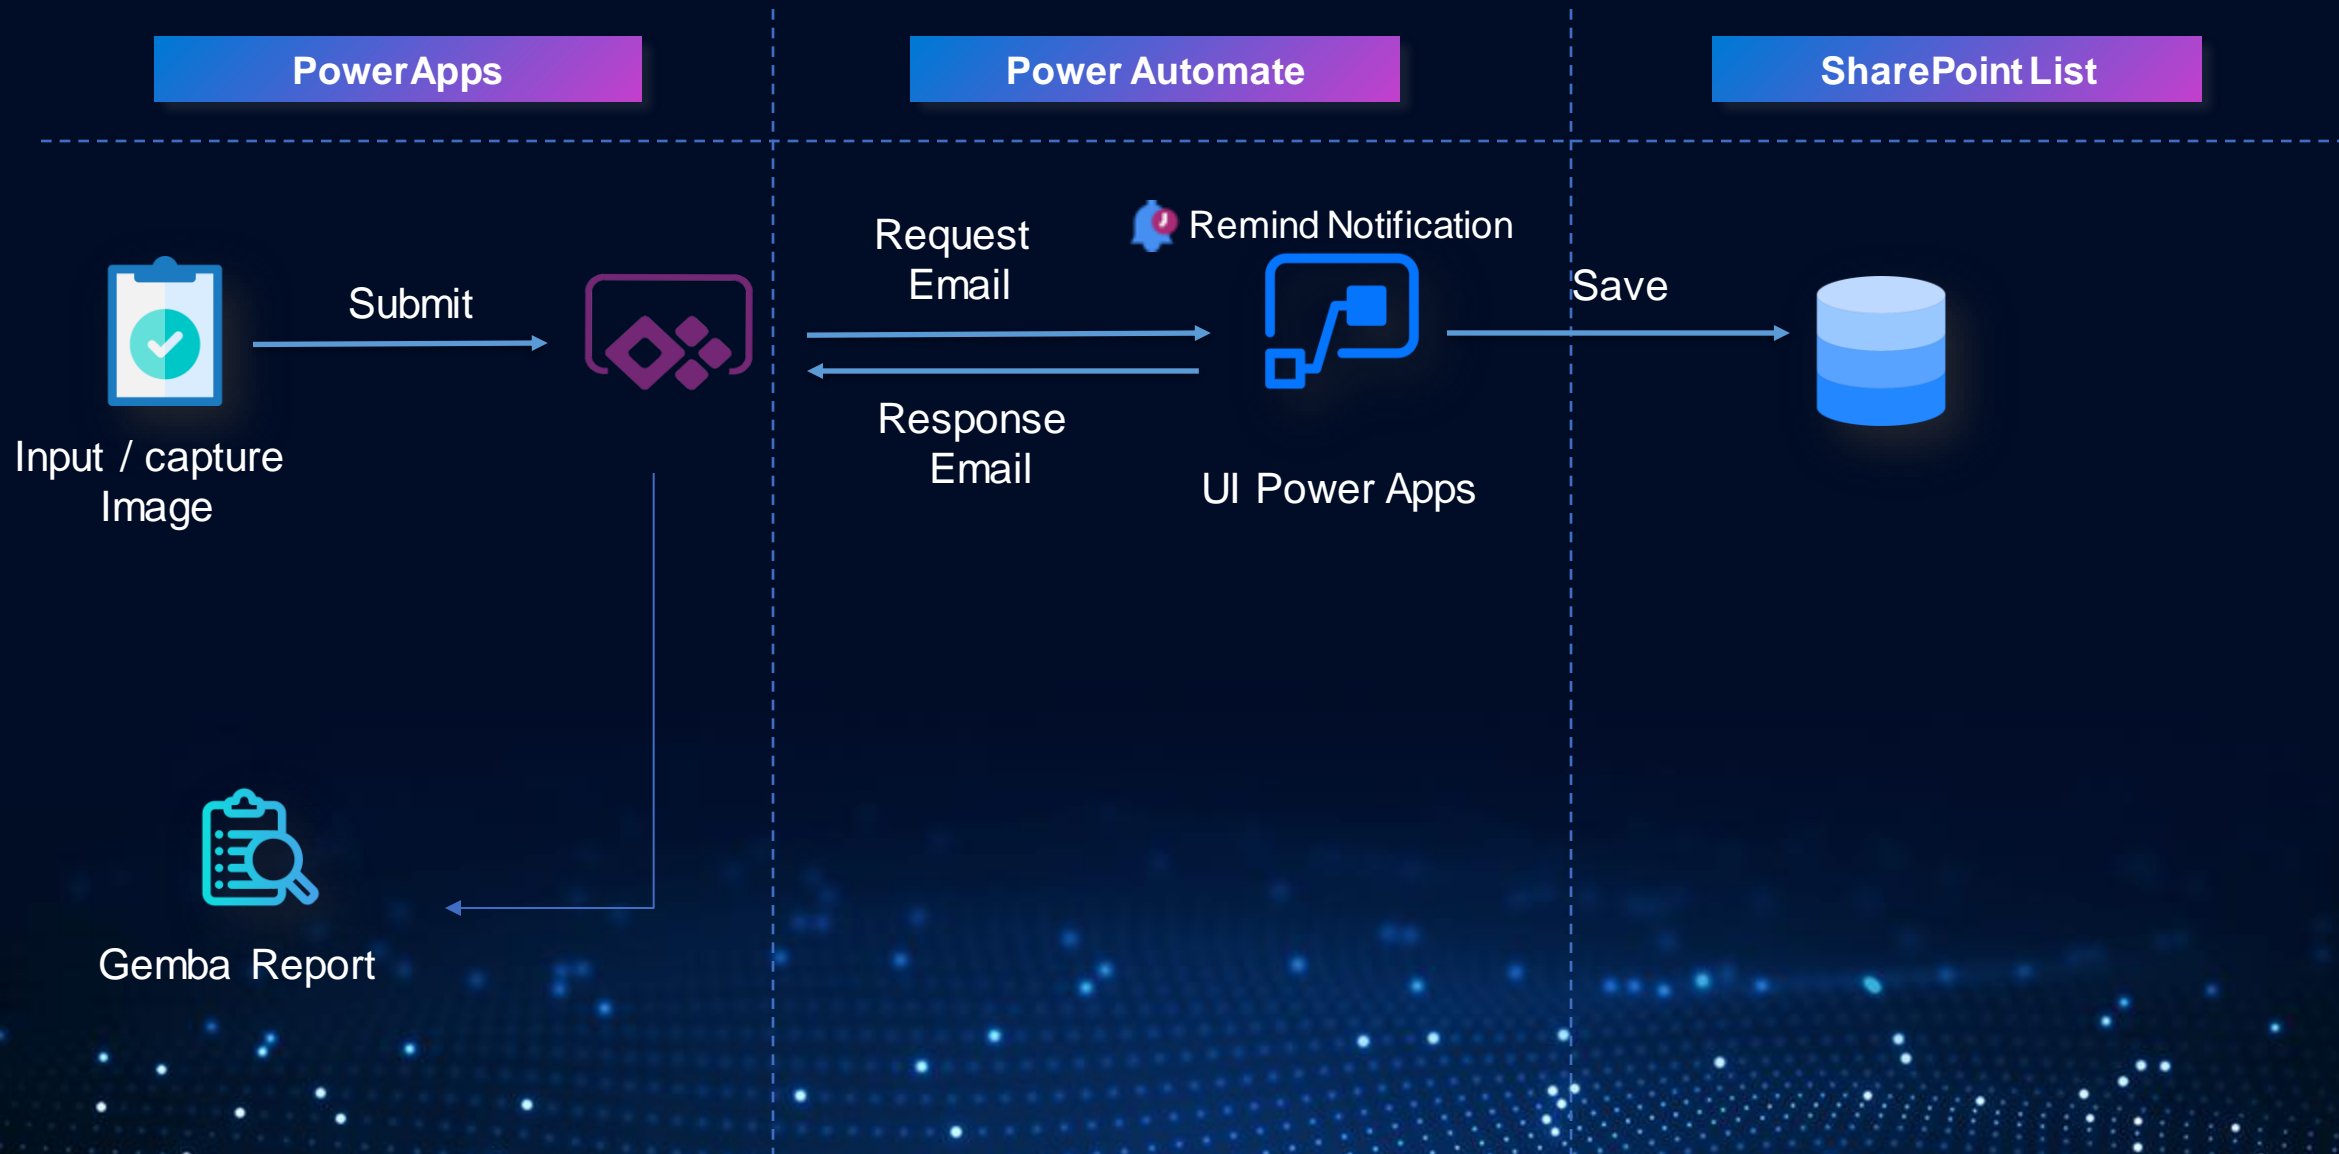 PowerApps
Power Automate
SharePoint List
Remind Notification
Request
Email
Save
Submit
Response
Email
Input / capture
Image
UI Power Apps
Gemba Report